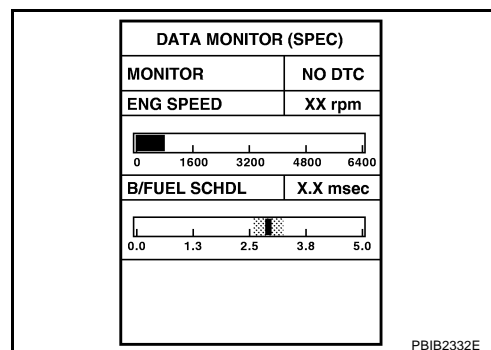 DATA MONITOR (SPEC)
MONITOR NO DTC
ENG SPEED XX rpm
0 1600 3200 4800 6400
B/FUEL SCHDL X.X msec
0.0 1.3 2.5 3.8 5.0
PBIB2332E